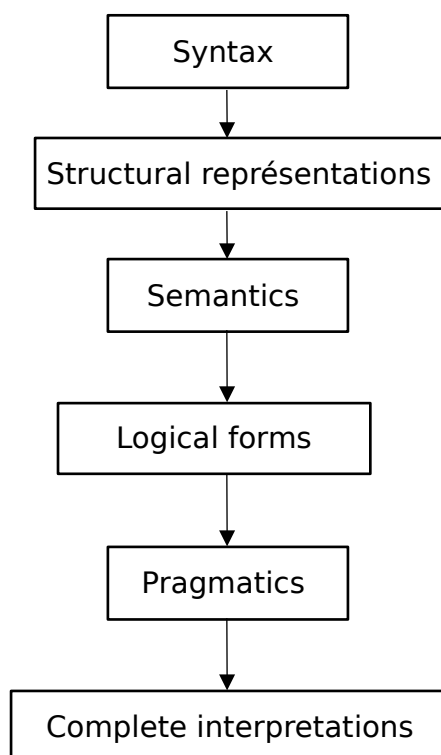 Syntax
Structural représentations
Semantics
Logical forms
Pragmatics
Complete interpretations